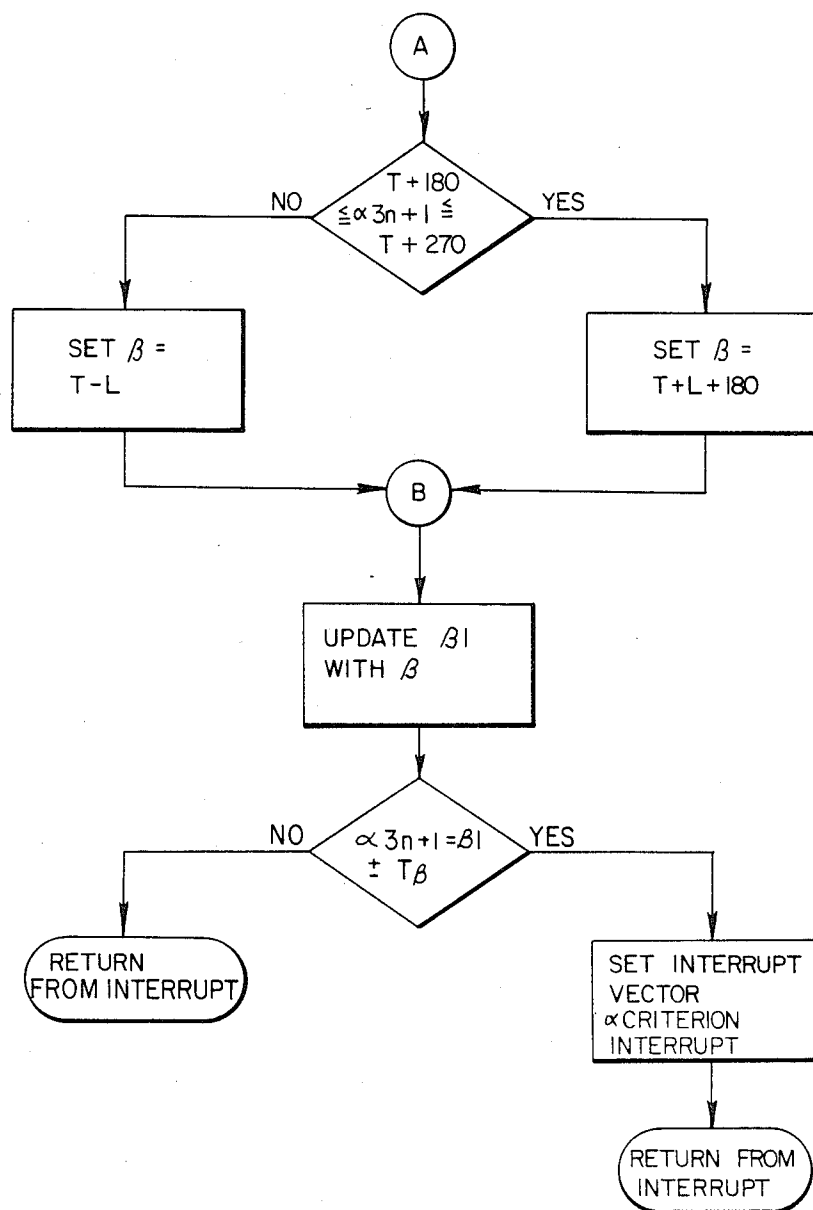 A
T+180
NO
≦ ∝ 3n+1 ≦
YES
T + 270
SET β =
T-L
SET β =
T+L+180
B
UPDATE β1
WITH β
NO
∝ 3n+1 = β1
± Tβ
YES
RETURN
FROM INTERRUPT
SET INTERRUPT
VECTOR
∝ CRITERION
INTERRUPT
RETURN FROM
INTERRUPT